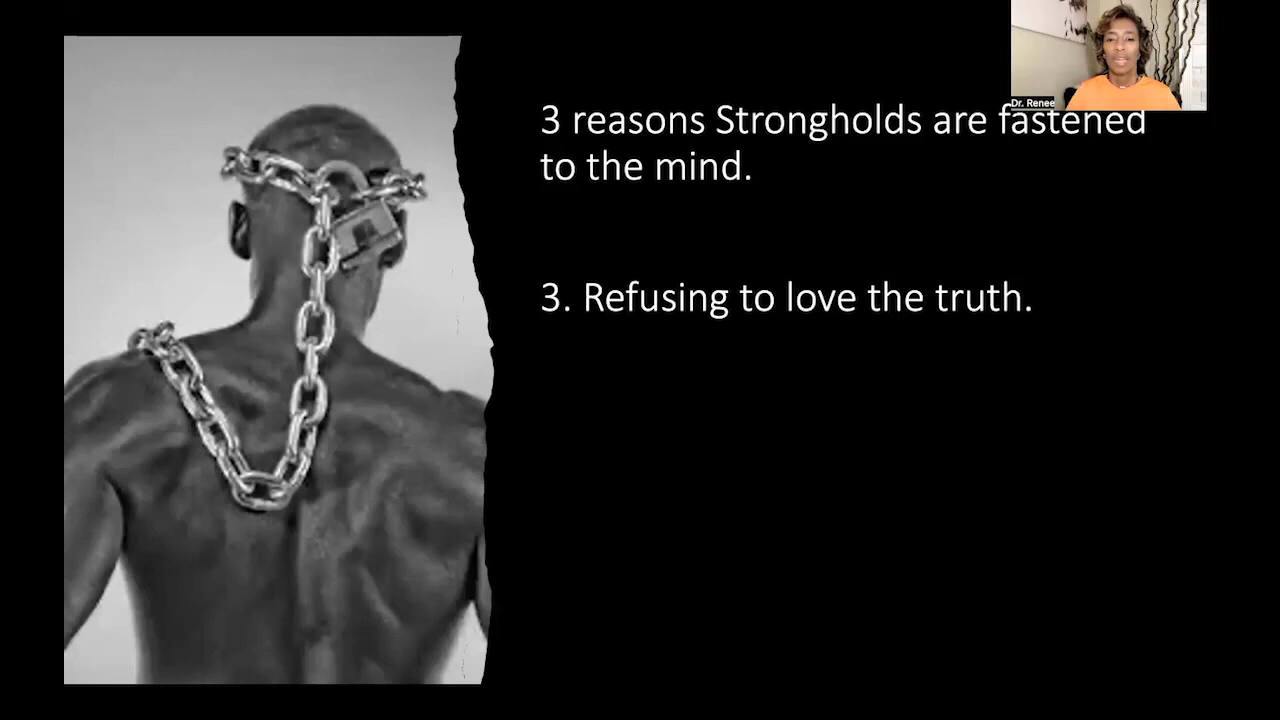 Dr. Renee
3 reasons Strongholds are fastened
to the mind.
3. Refusing to love the truth.